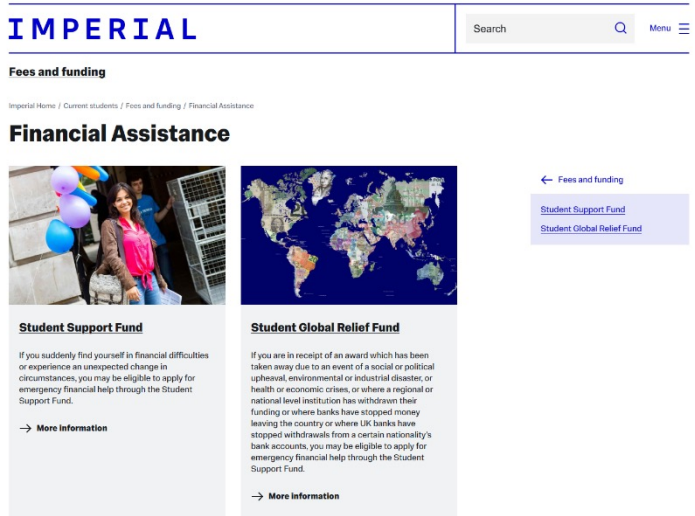 IMPERIAL
Search
Menu
Fees and funding
Imperial Home / Current students / Fees and funding / Financial Assistance
Financial Assistance
← Fees and funding
Student Support Fund
Student Global Relief Fund
Student Support Fund
If you suddenly find yourself in financial difficulties
or experience an unexpected change in
circumstances, you may be eligible to apply for
emergency financial help through the Student
Support Fund.
→ More information
Student Global Relief Fund
If you are in receipt of an award which has been
taken away due to an event of a social or political
upheaval, environmental or industrial disaster, or
health or economic crises, or where a regional or
national level institution has withdrawn their
funding or where banks have stopped money
leaving the country or where UK banks have
stopped withdrawals from a certain nationality's
bank accounts, you may be eligible to apply for
emergency financial help through the Student
Support Fund.
→ More information